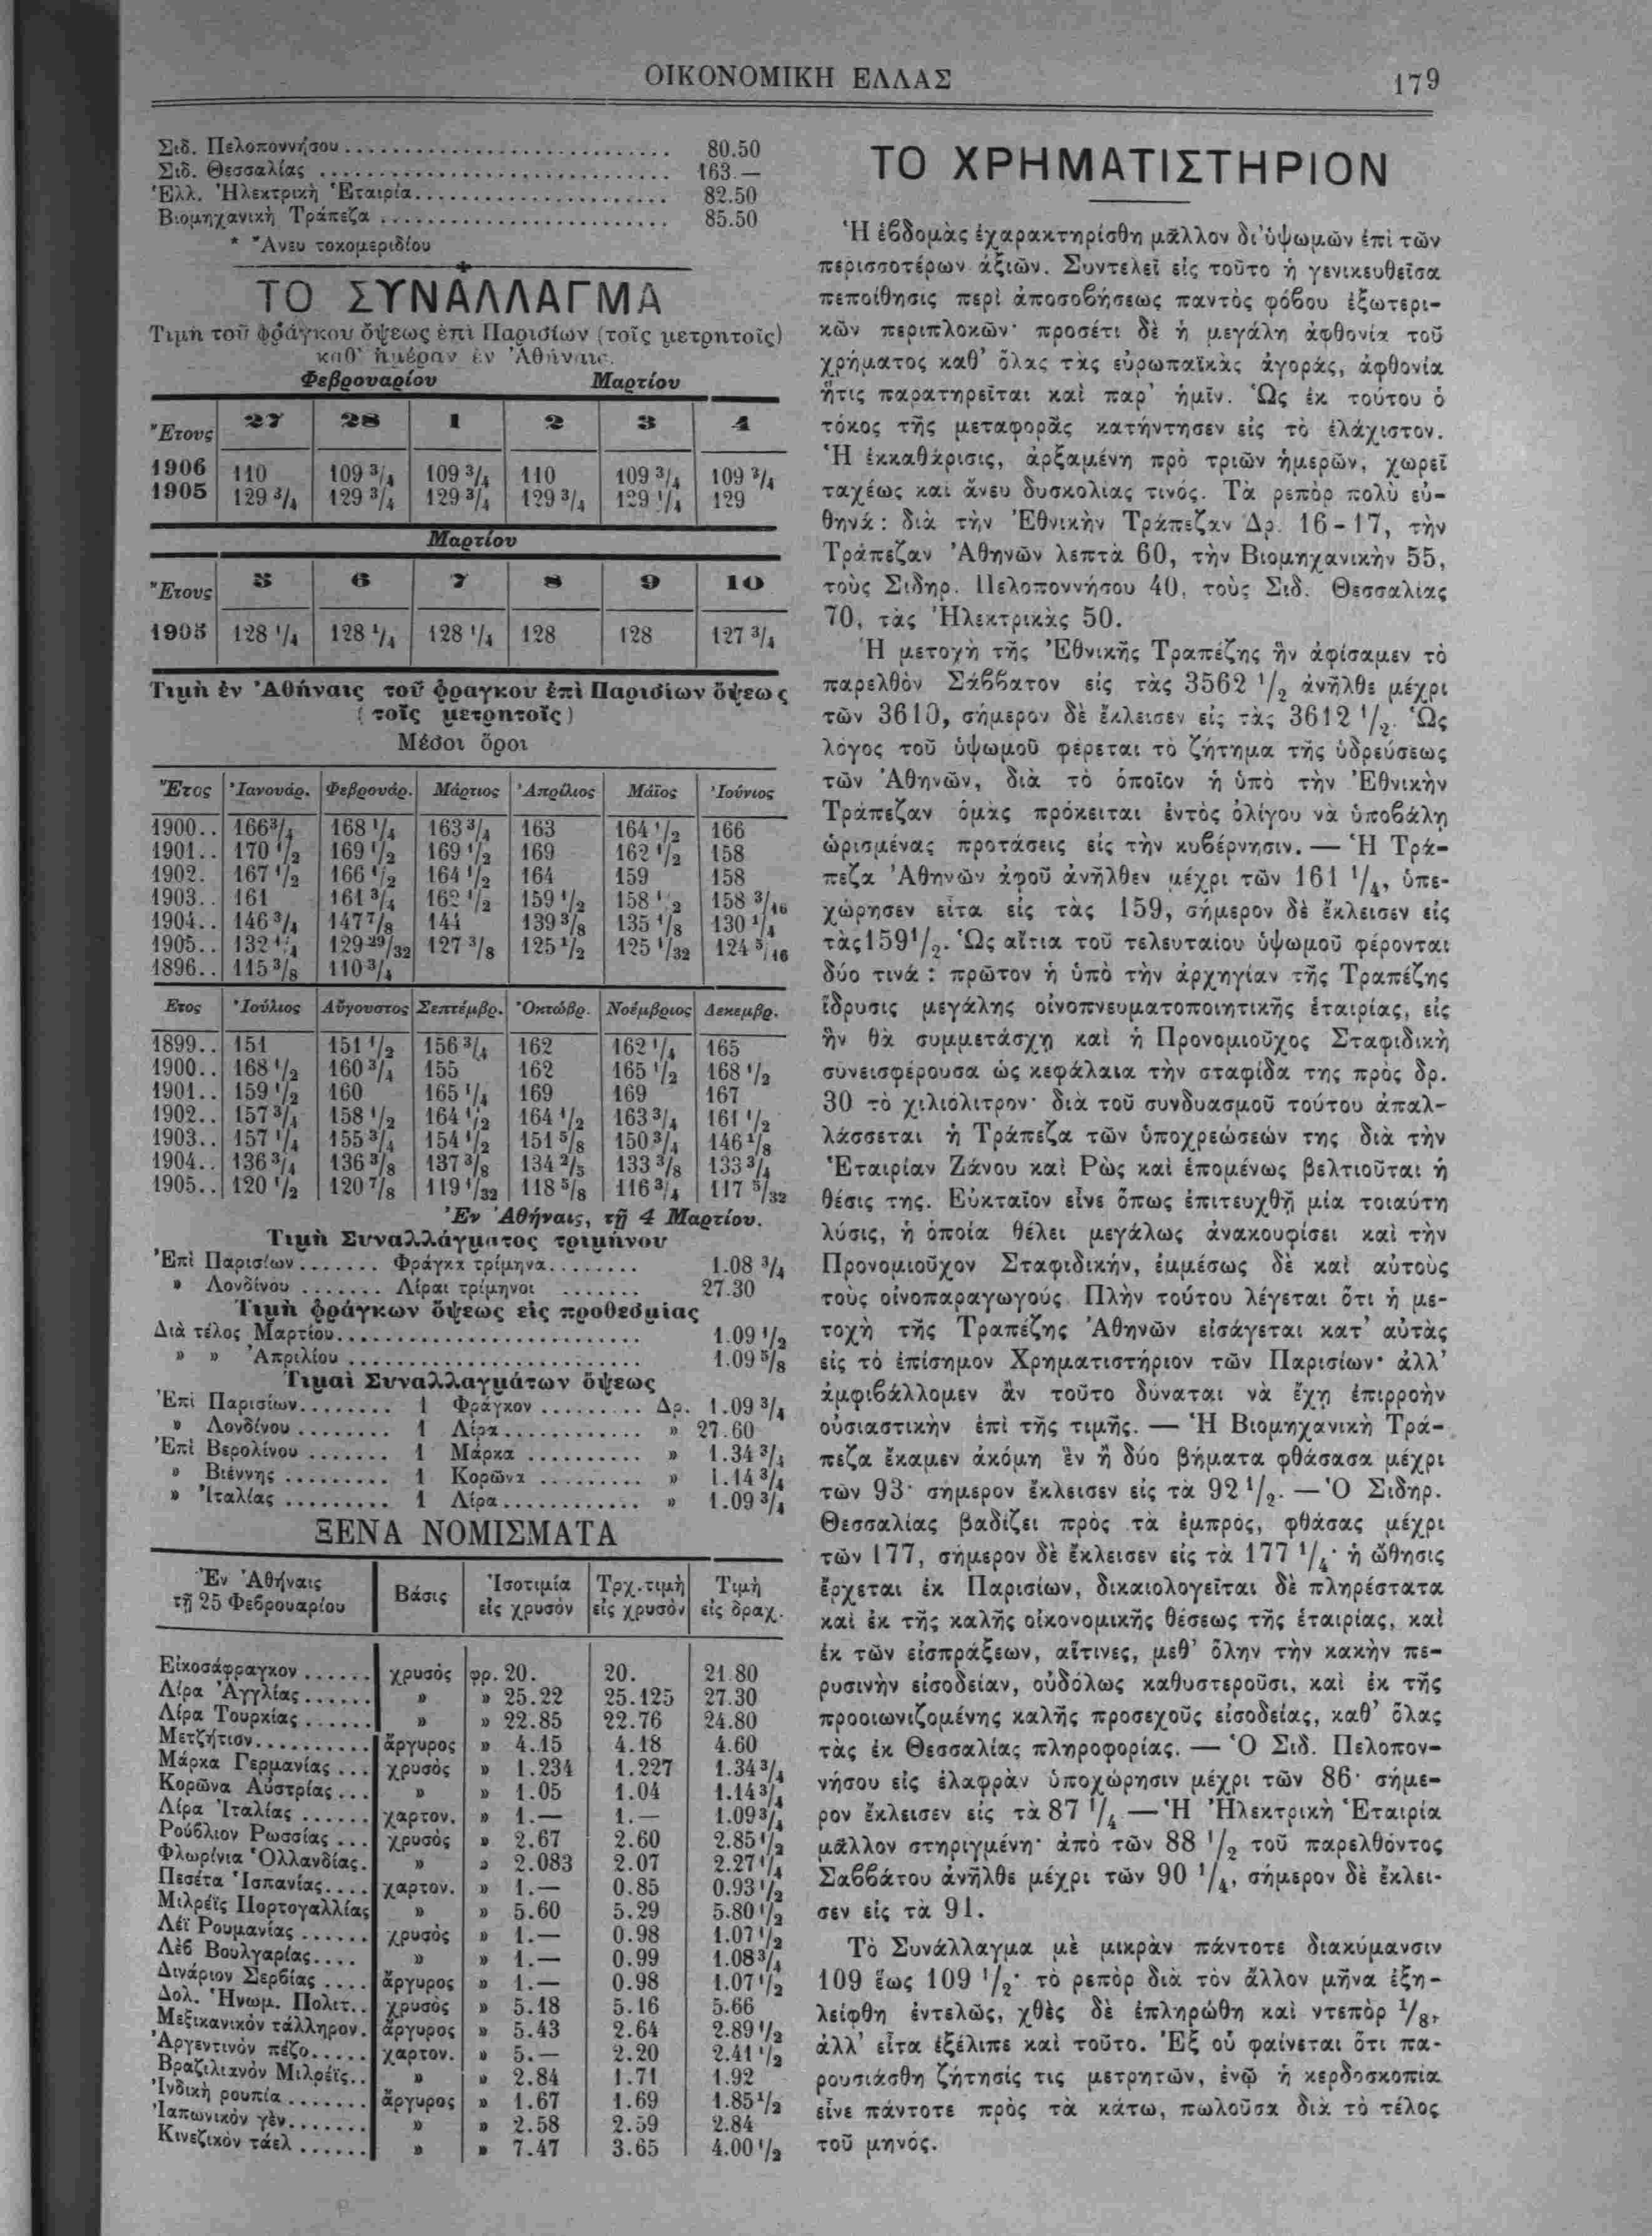 ΟΙΚΟΝΟΜΙΚΗ ΕΛΛΑΣ 179
Σιδ. Πελοποννήσου 80.50
Σιδ. Θεσσαλίας 163.—
Ἑλλ. Ἠλεκτρικὴ Ἑταιρία 82.50
Βιομηχανικὴ Τράπεζα 85.50
* Ἄνευ τοκομεριδίου
ΤΟ ΣΥΝΑΛΛΑΓΜΑ
Τιμὴ τοῦ φράγκου ὄψεως ἐπὶ Παρισίων (τοῖς μετρητοῖς)
καθ' ἡμέραν ἐν Ἀθήναις.
Φεβρουαρίου Μαρτίου
Ἔτους 27 28 1 2 3 4
1906 110 109 3/4 109 3/4 110 109 3/4 109 3/4
1905 129 3/4 129 3/4 129 3/4 129 3/4 129 1/4 129
Μαρτίου
Ἔτους 5 6 7 8 9 10
1905 128 1/4 128 1/4 128 1/4 128 128 127 3/4
Τιμὴ ἐν Ἀθήναις τοῦ φραγκου ἐπὶ Παρισίων ὄψεως
(τοῖς μετρητοῖς)
Μέσοι ὅροι
Ἔτος Ἰανουάρ. Φεβρουάρ. Μάρτιος Ἀπρίλιος Μάϊος Ἰούνιος
1900.. 166 3/4 168 1/4 163 3/4 163 164 1/2 166
1901.. 170 1/2 169 1/2 169 1/2 169 162 1/2 158
1902. 167 1/2 166 1/2 164 1/2 164 159 158
1903.. 161 161 3/4 162 1/2 159 1/2 158 1/2 158 3/16
1904.. 146 3/4 147 7/8 144 139 3/8 135 1/8 130 1/4
1905.. 132 1/4 129 29/32 127 3/8 125 1/2 125 1/32 124 5/16
1896.. 115 3/8 110 3/4
Ετος Ἰούλιος Αὔγουστος Σεπτέμβρ. Ὀκτώβρ. Νοέμβριος Δεκεμβρ.
1899.. 151 151 1/2 156 3/4 162 162 1/4 165
1900.. 168 1/2 160 3/4 155 162 165 1/2 168 1/2
1901.. 159 1/2 160 165 1/4 169 169 167
1902.. 157 3/4 158 1/2 164 1/2 164 1/2 163 3/4 161 1/2
1903.. 157 1/4 155 3/4 154 1/2 151 5/8 150 3/4 146 1/8
1904.. 136 3/4 136 3/8 137 3/8 134 2/5 133 3/8 133 3/4
1905.. 120 1/2 120 7/8 119 1/32 118 5/8 116 3/4 117 5/32
Ἐν Ἀθήναις, τῇ 4 Μαρτίου.
Τιμὴ Συναλλάγματος τριμήνου
Ἐπὶ Παρισίων Φράγκα τρίμηνα 1.08 3/4
» Λονδίνου Λίραι τρίμηνοι 27.30
Τιμὴ φράγκων ὄψεως εἰς προθεσμίας
Διὰ τέλος Μαρτίου 1.09 1/2
» » Ἀπριλίου 1.09 5/8
Τιμαὶ Συναλλαγμάτων ὄψεως
Ἐπὶ Παρισίων 1 Φράγκον Δρ. 1.09 3/4
» Λονδίνου 1 Λίρα » 27.60
Ἐπὶ Βερολίνου 1 Μάρκα » 1.34 3/4
» Βιέννης 1 Κορῶνα » 1.14 3/4
» Ἰταλίας 1 Λίρα » 1.09 3/4
ΞΕΝΑ ΝΟΜΙΣΜΑΤΑ
Ἐν Ἀθήναις τῇ 25 Φεβρουαρίου Βάσις Ἰσοτιμία εἰς χρυσόν Τρχ. τιμὴ εἰς χρυσὸν Τιμὴ εἰς δραχ.
Εἰκοσάφραγκον χρυσὸς φρ. 20. 20. 21.80
Λίρα Ἀγγλίας » » 25.22 25.125 27.30
Λίρα Τουρκίας » » 22.85 22.76 24.80
Μετζήτιον ἄργυρος » 4.15 4.18 4.60
Μάρκα Γερμανίας χρυσὸς » 1.234 1.227 1.34 3/4
Κορῶνα Αὐστρίας » » 1.05 1.04 1.14 3/4
Λίρα Ἰταλίας χαρτον. » 1.— 1.— 1.09 3/4
Ρούβλιον Ρωσσίας χρυσὸς » 2.67 2.60 2.85 1/2
Φλωρίνια Ὁλλανδίας. » » 2.083 2.07 2.27 1/4
Πεσέτα Ἱσπανίας χαρτον. » 1.— 0.85 0.93 1/2
Μιλρέϊς Πορτογαλλίας » » 5.60 5.29 5.80 1/2
Λέϊ Ρουμανίας χρυσὸς » 1.— 0.98 1.07 1/2
Λὲβ Βουλγαρίας » » 1.— 0.99 1.08 3/4
Δινάριον Σερβίας ἄργυρος » 1.— 0.98 1.07 1/2
Δολ. Ἡνωμ. Πολιτ.. χρυσὸς » 5.18 5.16 5.66
Μεξικανικὸν τάλληρον. ἄργυρος » 5.43 2.64 2.89 1/2
Ἀργεντινὸν πέζο χαρτον. » 5.— 2.20 2.41 1/2
Βραζιλιανὸν Μιλρέϊς.. » » 2.84 1.71 1.92
Ἰνδικὴ ρουπία ἄργυρος » 1.67 1.69 1.85 1/2
Ἰαπωνικὸν γὲν » » 2.58 2.59 2.84
Κινεζικὸν τάελ » » 7.47 3.65 4.00 1/2
ΤΟ ΧΡΗΜΑΤΙΣΤΗΡΙΟΝ
Ἡ ἑβδομὰς ἐχαρακτηρίσθη μᾶλλον δι' ὑψωμῶν ἐπὶ τῶν
περισσοτέρων ἀξιῶν. Συντελεῖ εἰς τοῦτο ἡ γενικευθεῖσα
πεποίθησις περὶ ἀποσοβήσεως παντὸς φόβου ἐξωτερι-
κῶν περιπλοκῶν· προσέτι δὲ ἡ μεγάλη ἀφθονία τοῦ
χρήματος καθ' ὅλας τὰς εὐρωπαϊκὰς ἀγοράς, ἀφθονία
ἥτις παρατηρεῖται καὶ παρ' ἡμῖν. Ὡς ἐκ τούτου ὁ
τόκος τῆς μεταφορᾶς κατήντησεν εἰς τὸ ἐλάχιστον.
Ἡ ἐκκαθάρισις, ἀρξαμένη πρὸ τριῶν ἡμερῶν, χωρεῖ
ταχέως καὶ ἄνευ δυσκολίας τινός. Τὰ ρεπὸρ πολὺ εὐ-
θηνά: διὰ τὴν Ἐθνικὴν Τράπεζαν Δρ. 16-17, τὴν
Τράπεζαν Ἀθηνῶν λεπτὰ 60, τὴν Βιομηχανικὴν 55,
τοὺς Σιδηρ. Πελοποννήσου 40, τοὺς Σιδ. Θεσσαλίας
70, τὰς Ἠλεκτρικὰς 50.
Ἡ μετοχὴ τῆς Ἐθνικῆς Τραπέζης ἣν ἀφίσαμεν τὸ
παρελθὸν Σάββατον εἰς τὰς 3562 1/2 ἀνῆλθε μέχρι
τῶν 3610, σήμερον δὲ ἔκλεισεν εἰς τὰς 3612 1/2. Ὡς
λόγος τοῦ ὑψωμοῦ φέρεται τὸ ζήτημα τῆς ὑδρεύσεως
τῶν Ἀθηνῶν, διὰ τὸ ὁποῖον ἡ ὑπὸ τὴν Ἐθνικὴν
Τράπεζαν ὁμὰς πρόκειται ἐντὸς ὀλίγου νὰ ὑποβάλῃ
ὡρισμένας προτάσεις εἰς τὴν κυβέρνησιν. — Ἡ Τρά-
πεζα Ἀθηνῶν ἀφοῦ ἀνῆλθεν μέχρι τῶν 161 1/4, ὑπε-
χώρησεν εἶτα εἰς τὰς 159, σήμερον δὲ ἔκλεισεν εἰς
τὰς 159 1/2. Ὡς αἴτια τοῦ τελευταίου ὑψωμοῦ φέρονται
δύο τινά: πρῶτον ἡ ὑπὸ τὴν ἀρχηγίαν τῆς Τραπέζης
ἵδρυσις μεγάλης οἰνοπνευματοποιητικῆς ἑταιρίας, εἰς
ἣν θὰ συμμετάσχῃ καὶ ἡ Προνομιοῦχος Σταφιδικὴ
συνεισφέρουσα ὡς κεφάλαια τὴν σταφίδα της πρὸς δρ.
30 τὸ χιλιόλιτρον· διὰ τοῦ συνδυασμοῦ τούτου ἀπαλ-
λάσσεται ἡ Τράπεζα τῶν ὑποχρεώσεών της διὰ τὴν
Ἑταιρίαν Ζάνου καὶ Ρὼς καὶ ἑπομένως βελτιοῦται ἡ
θέσις της. Εὐκταῖον εἶνε ὅπως ἐπιτευχθῇ μία τοιαύτη
λύσις, ἡ ὁποία θέλει μεγάλως ἀνακουφίσει καὶ τὴν
Προνομιοῦχον Σταφιδικήν, ἐμμέσως δὲ καὶ αὐτοὺς
τοὺς οἰνοπαραγωγούς. Πλὴν τούτου λέγεται ὅτι ἡ με-
τοχὴ τῆς Τραπέζης Ἀθηνῶν εἰσάγεται κατ' αὐτὰς
εἰς τὸ ἐπίσημον Χρηματιστήριον τῶν Παρισίων· ἀλλ'
ἀμφιβάλλομεν ἂν τοῦτο δύναται νὰ ἔχῃ ἐπιρροὴν
οὐσιαστικὴν ἐπὶ τῆς τιμῆς. — Ἡ Βιομηχανικὴ Τρά-
πεζα ἔκαμεν ἀκόμη ἓν ἢ δύο βήματα φθάσασα μέχρι
τῶν 93· σήμερον ἔκλεισεν εἰς τὰ 92 1/2. — Ὁ Σιδηρ.
Θεσσαλίας βαδίζει πρὸς τὰ ἐμπρός, φθάσας μέχρι
τῶν 177, σήμερον δὲ ἔκλεισεν εἰς τὰ 177 1/4· ἡ ὤθησις
ἔρχεται ἐκ Παρισίων, δικαιολογεῖται δὲ πληρέστατα
καὶ ἐκ τῆς καλῆς οἰκονομικῆς θέσεως τῆς ἑταιρίας, καὶ
ἐκ τῶν εἰσπράξεων, αἵτινες, μεθ' ὅλην τὴν κακὴν πε-
ρυσινὴν εἰσοδείαν, οὐδόλως καθυστεροῦσι, καὶ ἐκ τῆς
προοιωνιζομένης καλῆς προσεχοῦς εἰσοδείας, καθ' ὅλας
τὰς ἐκ Θεσσαλίας πληροφορίας. — Ὁ Σιδ. Πελοπον-
νήσου εἰς ἐλαφρὰν ὑποχώρησιν μέχρι τῶν 86· σήμε-
ρον ἔκλεισεν εἰς τὰ 87 1/4. — Ἡ Ἠλεκτρικὴ Ἑταιρία
μᾶλλον στηριγμένη· ἀπὸ τῶν 88 1/2 τοῦ παρελθόντος
Σαββάτου ἀνῆλθε μέχρι τῶν 90 1/4, σήμερον δὲ ἔκλει-
σεν εἰς τὰ 91.
Τὸ Συνάλλαγμα μὲ μικρὰν πάντοτε διακύμανσιν
109 ἕως 109 1/2· τὸ ρεπὸρ διὰ τὸν ἄλλον μῆνα ἐξη-
λείφθη ἐντελῶς, χθὲς δὲ ἐπληρώθη καὶ ντεπὸρ 1/8,
ἀλλ' εἶτα ἐξέλιπε καὶ τοῦτο. Ἐξ οὗ φαίνεται ὅτι πα-
ρουσιάσθη ζήτησίς τις μετρητῶν, ἐνῷ ἡ κερδοσκοπία
εἶνε πάντοτε πρὸς τὰ κάτω, πωλοῦσα διὰ τὸ τέλος
τοῦ μηνός.